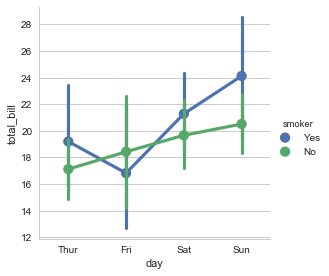 28
26
24
22
20
18
16
14
12
total_bill
Thur Fri Sat Sun
day
smoker
Yes
No